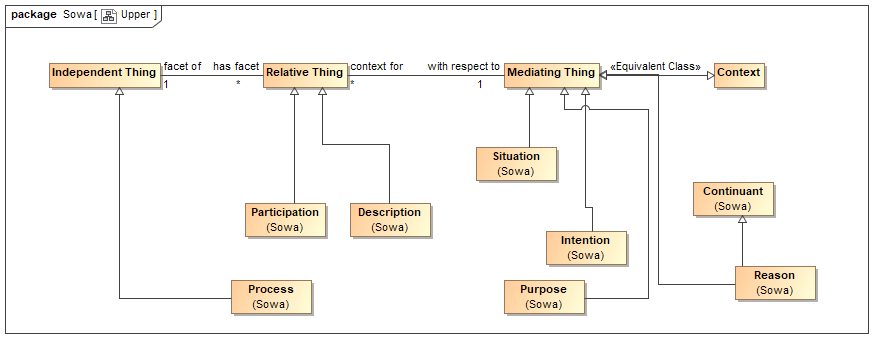 package Sowa [ Upper ]
Independent Thing
facet of
has facet
1
*
Relative Thing
context for
with respect to
*
1
Mediating Thing
«Equivalent Class»
Context
Situation
(Sowa)
Continuant
(Sowa)
Participation
(Sowa)
Description
(Sowa)
Intention
(Sowa)
Process
(Sowa)
Purpose
(Sowa)
Reason
(Sowa)